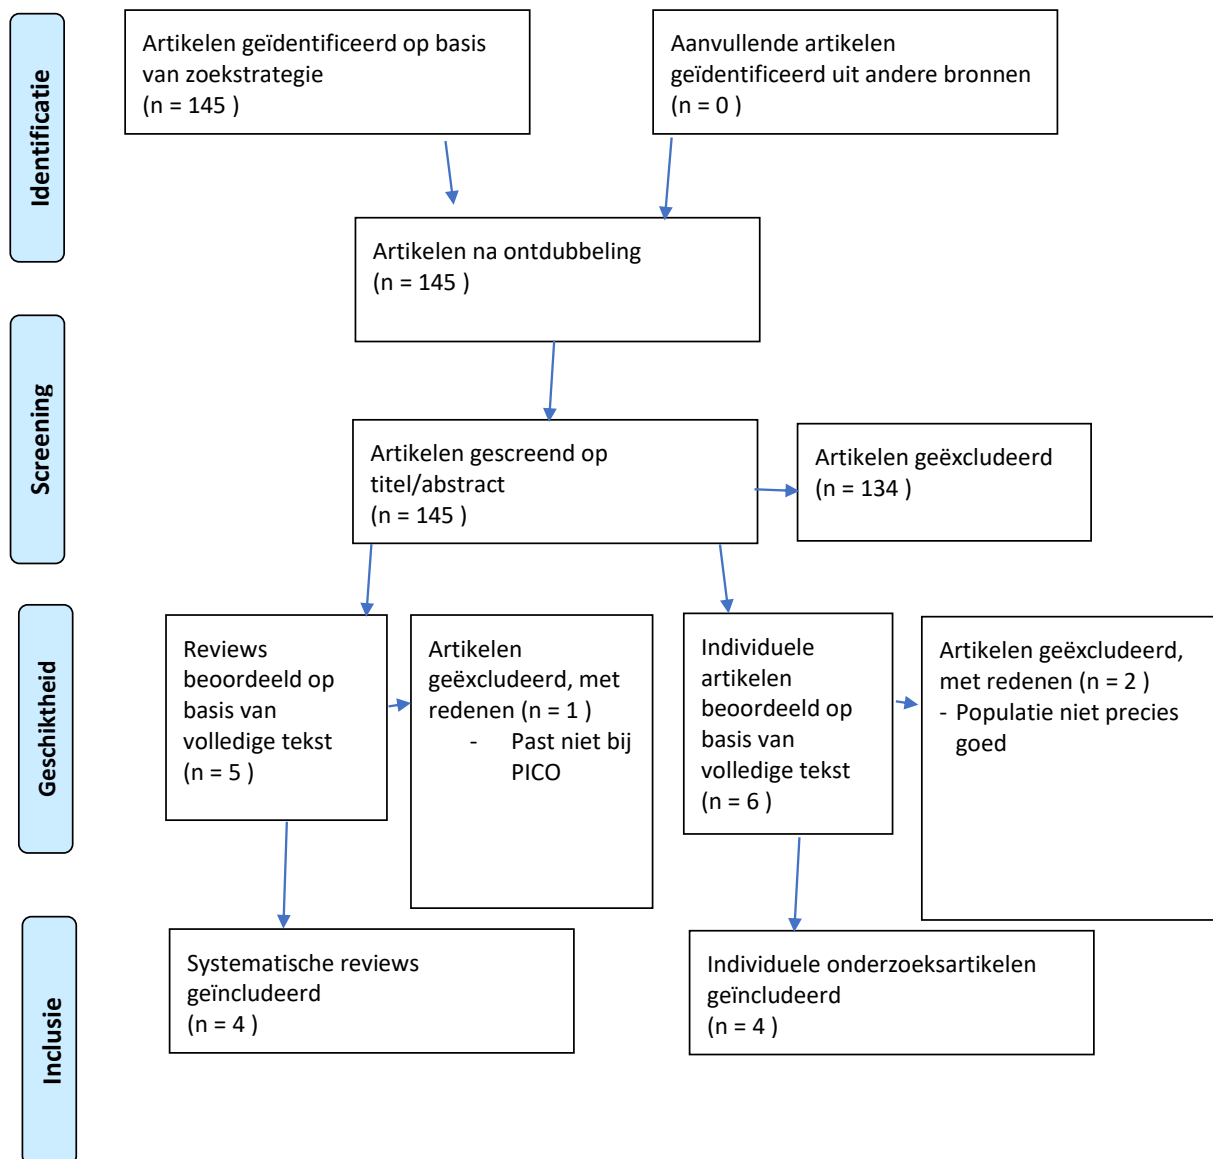 Identificatie
Artikelen geïdentificeerd op basis
van zoekstrategie
(n = 145 )
Aanvullende artikelen
geïdentificeerd uit andere bronnen
(n = 0 )
Artikelen na ontdubbeling
(n = 145 )
Screening
Artikelen gescreend op
titel/abstract
(n = 145 )
Artikelen geëxcludeerd
(n = 134 )
Geschiktheid
Reviews
beoordeeld op
basis van
volledige tekst
(n = 5 )
Artikelen
geëxcludeerd, met
redenen (n = 1 )
- Past niet bij
PICO
Individuele
artikelen
beoordeeld op
basis van
volledige tekst
(n = 6 )
Artikelen geëxcludeerd,
met redenen (n = 2 )
- Populatie niet precies
goed
Inclusie
Systematische reviews
geïncludeerd
(n = 4 )
Individuele onderzoeksartikelen
geïncludeerd
(n = 4 )